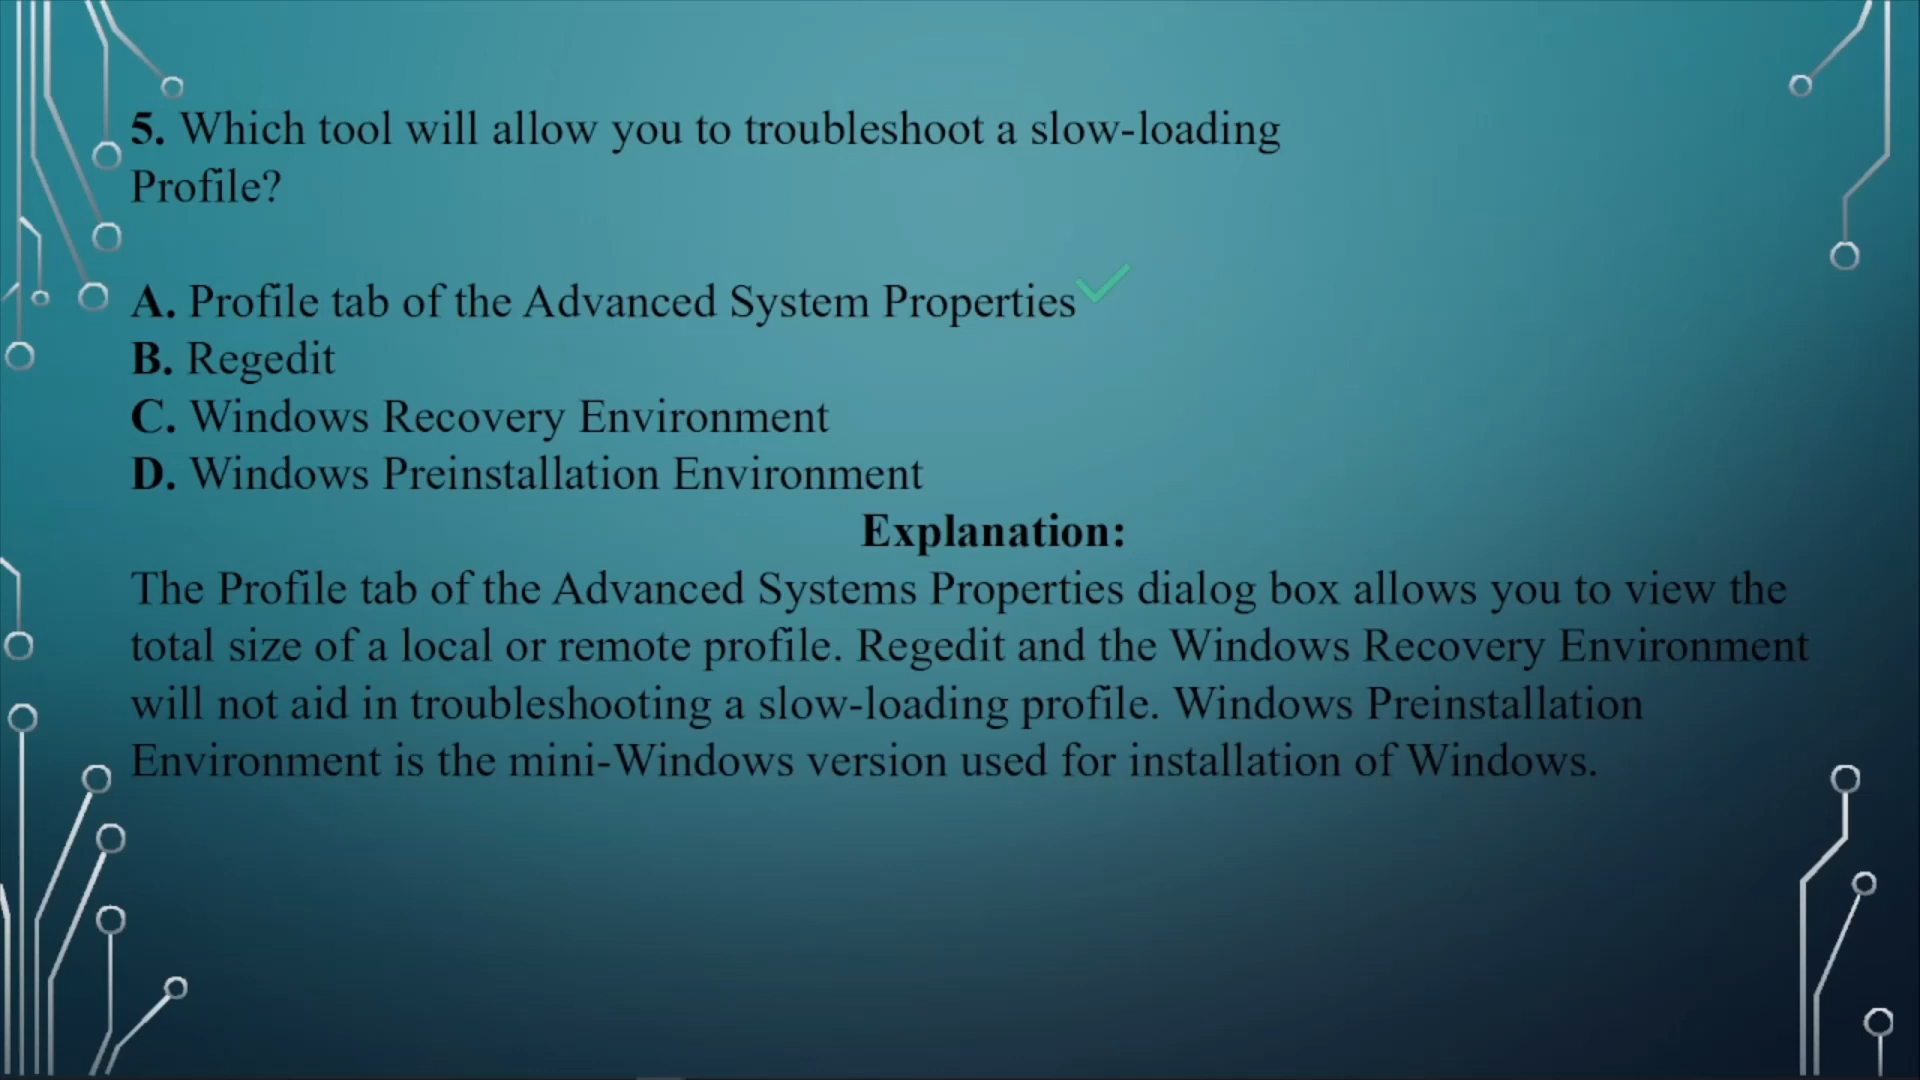 5. Which tool will allow you to troubleshoot a slow-loading
Profile?
A. Profile tab of the Advanced System Properties
B. Regedit
C. Windows Recovery Environment
D. Windows Preinstallation Environment
Explanation:
The Profile tab of the Advanced Systems Properties dialog box allows you to view the
total size of a local or remote profile. Regedit and the Windows Recovery Environment
will not aid in troubleshooting a slow-loading profile. Windows Preinstallation
Environment is the mini-Windows version used for installation of Windows.